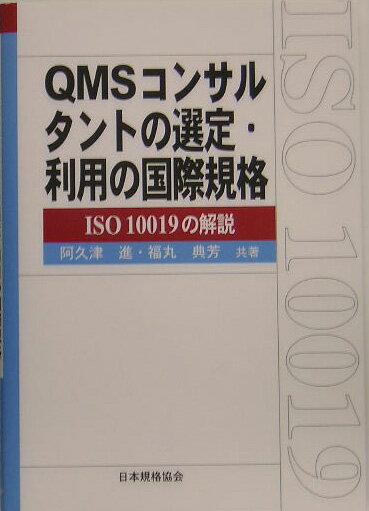 QMSコンサル
タントの選定・
利用の国際規格
ISO 10019の解説
阿久津 進・福丸 典芳 共著
日本規格協会
ISO 10019